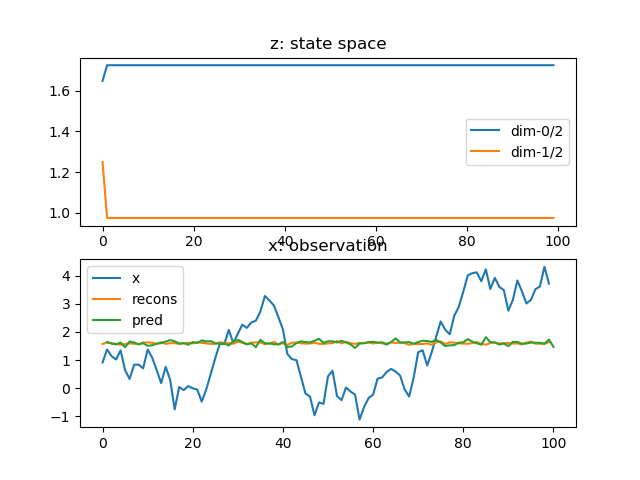 z: state space
1.6
1.4
1.2
1.0
dim-0/2
dim-1/2
0 20 40 60 80 100
x: observation
4
3
2
1
0
−1
x
recons
pred
0 20 40 60 80 100